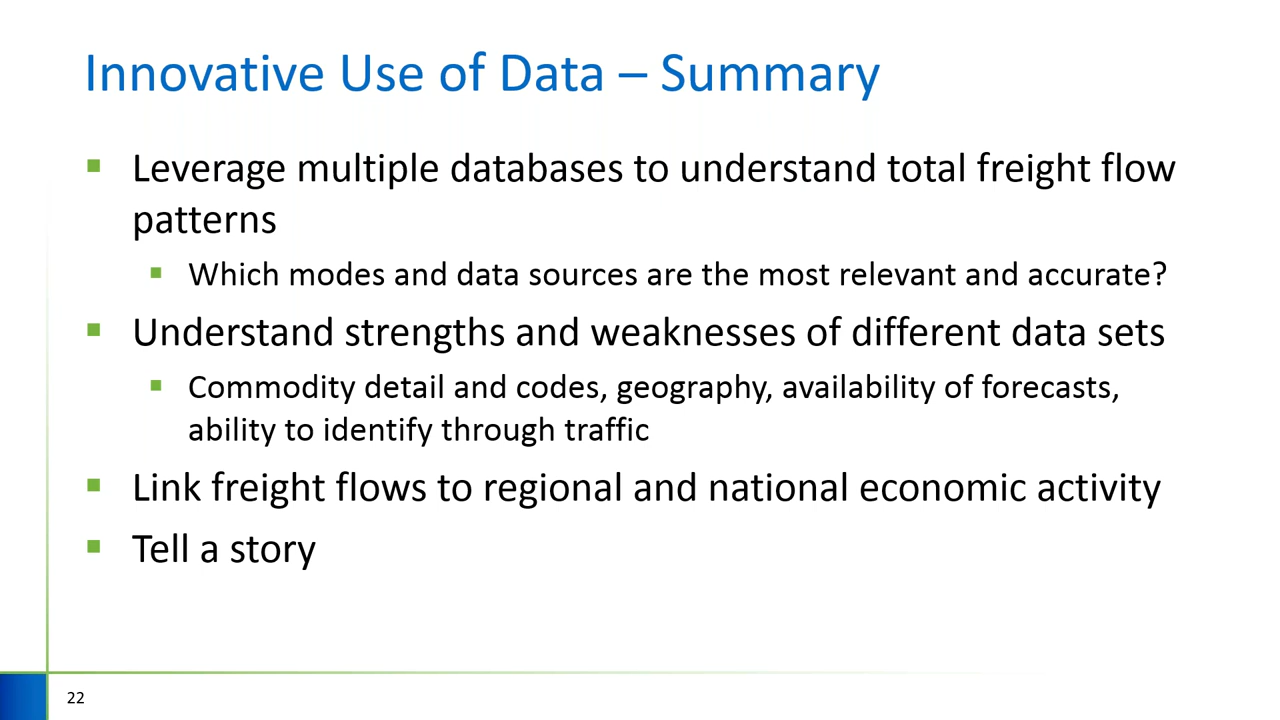 Innovative Use of Data – Summary
Leverage multiple databases to understand total freight flow
patterns
Which modes and data sources are the most relevant and accurate?
Understand strengths and weaknesses of different data sets
Commodity detail and codes, geography, availability of forecasts,
ability to identify through traffic
Link freight flows to regional and national economic activity
Tell a story
22